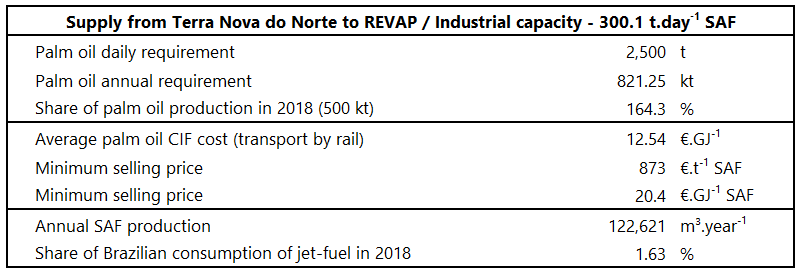 Supply from Terra Nova do Norte to REVAP / Industrial capacity - 300.1 t.day⁻¹ SAF
Palm oil daily requirement 2,500 t
Palm oil annual requirement 821.25 kt
Share of palm oil production in 2018 (500 kt) 164.3 %
Average palm oil CIF cost (transport by rail) 12.54 €.GJ⁻¹
Minimum selling price 873 €.t⁻¹ SAF
Minimum selling price 20.4 €.GJ⁻¹ SAF
Annual SAF production 122,621 m³.year⁻¹
Share of Brazilian consumption of jet-fuel in 2018 1.63 %